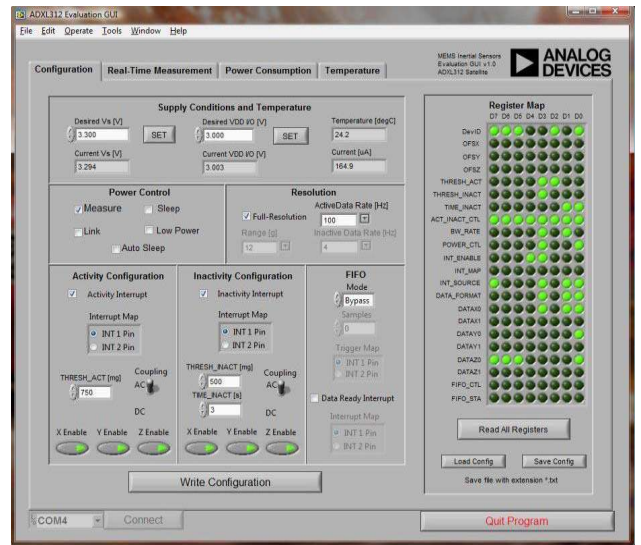 ADXL312 Evaluation GUI
File Edit Operate Tools Window Help
MEMS Inertial Sensors
Evaluation GUI v1.0
ADXL312 Satellite
ANALOG
DEVICES
Configuration Real-Time Measurement Power Consumption Temperature
Supply Conditions and Temperature
Desired Vs [V] Desired VDD I/O [V] Temperature [degC]
3.300 SET 3.000 SET 24.2
Current Vs [V] Current VDD I/O [V] Current [uA]
3.294 3.003 164.9
Power Control
Measure Sleep
Link Low Power
Auto Sleep
Resolution
Full-Resolution
ActiveData Rate [Hz]
100
Range [g] Inactive Data Rate [Hz]
12 4
Activity Configuration
Activity Interrupt
Interrupt Map
INT 1 Pin
INT 2 Pin
THRESH_ACT [mg] Coupling
750 AC
DC
X Enable Y Enable Z Enable
Inactivity Configuration
Inactivity Interrupt
Interrupt Map
INT 1 Pin
INT 2 Pin
THRESH_INACT [mg] Coupling
500 AC
TIME_INACT [s]
3 DC
X Enable Y Enable Z Enable
FIFO
Mode
Bypass
Samples
0
Trigger Map
INT 1 Pin
INT 2 Pin
Data Ready Interrupt
Interrupt Map
INT 1 Pin
INT 2 Pin
Write Configuration
Register Map
D7 D6 D5 D4 D3 D2 D1 D0
DevID
OFSX
OFSY
OFSZ
THRESH_ACT
THRESH_INACT
TIME_INACT
ACT_INACT_CTL
BW_RATE
POWER_CTL
INT_ENABLE
INT_MAP
INT_SOURCE
DATA_FORMAT
DATAX0
DATAX1
DATAY0
DATAY1
DATAZ0
DATAZ1
FIFO_CTL
FIFO_STA
Read All Registers
Load Config Save Config
Save file with extension *.txt
COM4 Connect
Quit Program